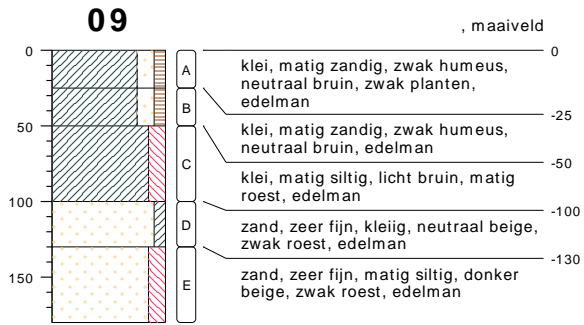 09
, maaiveld
0
50
100
150
A
B
C
D
E
0
klei, matig zandig, zwak humeus,
neutraal bruin, zwak planten,
edelman
-25
klei, matig zandig, zwak humeus,
neutraal bruin, edelman
-50
klei, matig siltig, licht bruin, matig
roest, edelman
-100
zand, zeer fijn, kleiig, neutraal beige,
zwak roest, edelman
-130
zand, zeer fijn, matig siltig, donker
beige, zwak roest, edelman